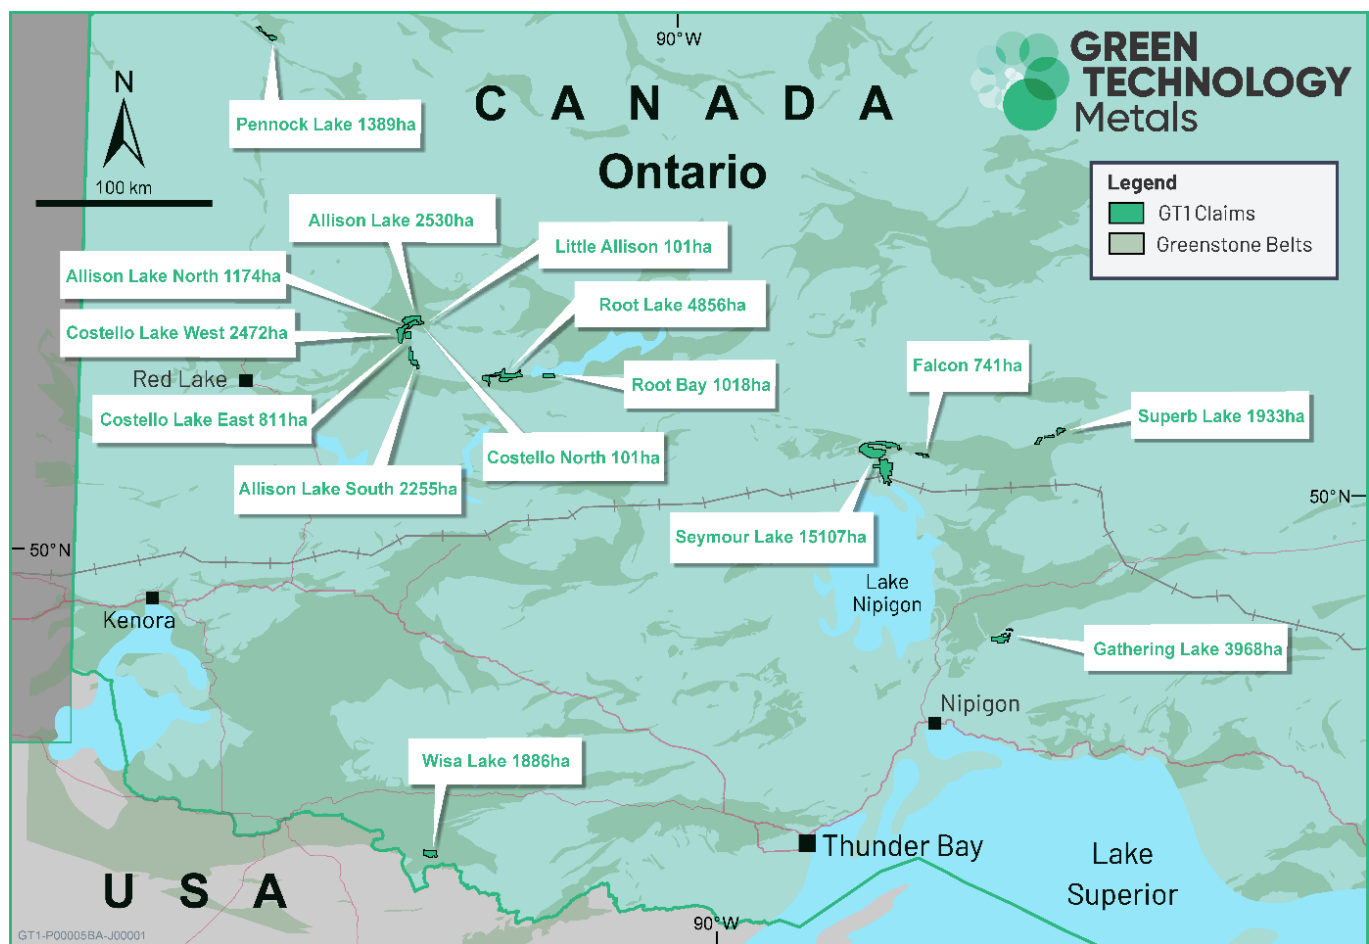 90°W
GREEN
TECHNOLOGY
Metals
N
CANADA
Pennock Lake 1389ha
Ontario
100 km
Legend
GT1 Claims
Greenstone Belts
Allison Lake 2530ha
Little Allison 101ha
Allison Lake North 1174ha
Root Lake 4856ha
Costello Lake West 2472ha
Red Lake
Root Bay 1018ha
Falcon 741ha
Costello Lake East 811ha
Superb Lake 1933ha
Costello North 101ha
Allison Lake South 2255ha
50°N
Seymour Lake 15107ha
50°N
Lake
Nipigon
Kenora
Gathering Lake 3968ha
Nipigon
Wisa Lake 1886ha
Thunder Bay
Lake
Superior
USA
90°W
GT1-P00005BA-J00001